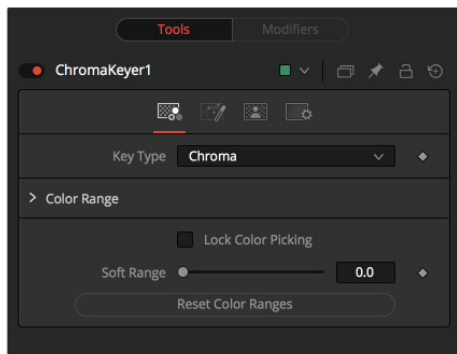 Tools
Modifiers
ChromaKeyer1
Key Type
Chroma
Color Range
Lock Color Picking
Soft Range
0.0
Reset Color Ranges